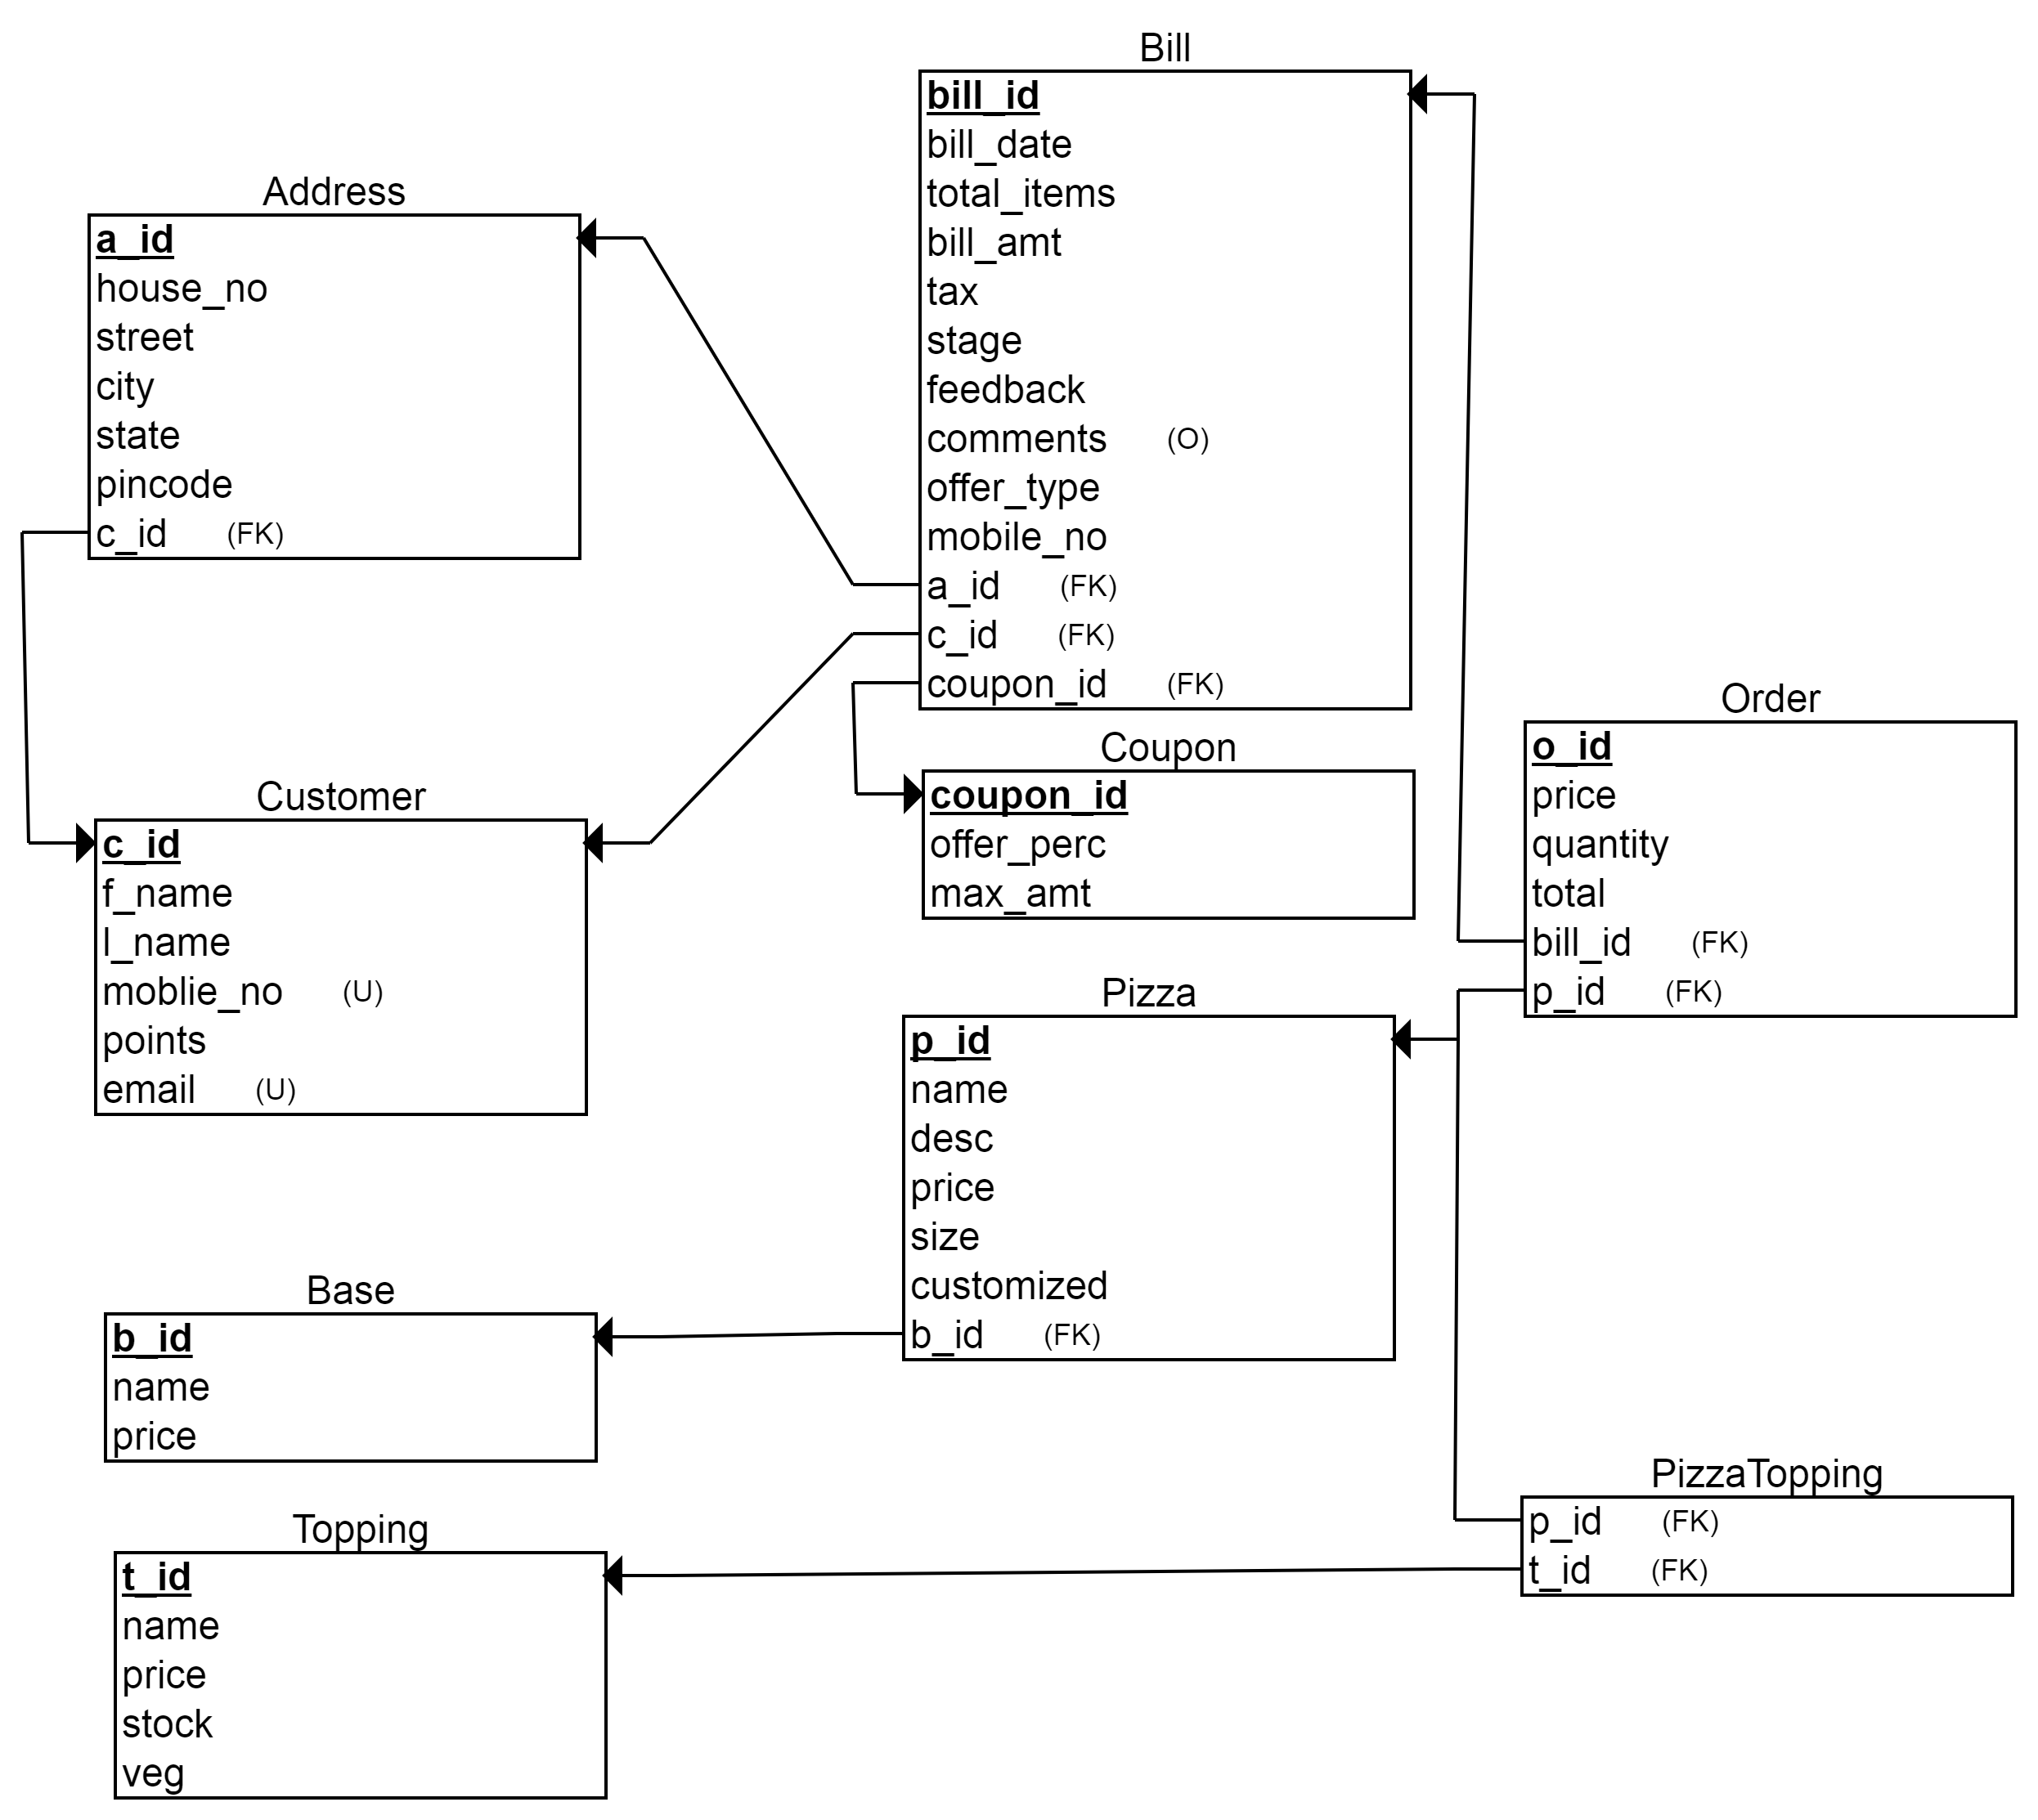 Bill
bill_id
bill_date
total_items
bill_amt
tax
stage
feedback
comments (O)
offer_type
mobile_no
a_id (FK)
c_id (FK)
coupon_id (FK)
Address
a_id
house_no
street
city
state
pincode
c_id (FK)
Customer
c_id
f_name
l_name
moblie_no (U)
points
email (U)
Coupon
coupon_id
offer_perc
max_amt
Order
o_id
price
quantity
total
bill_id (FK)
p_id (FK)
Pizza
p_id
name
desc
price
size
customized
b_id (FK)
Base
b_id
name
price
Topping
t_id
name
price
stock
veg
PizzaTopping
p_id (FK)
t_id (FK)